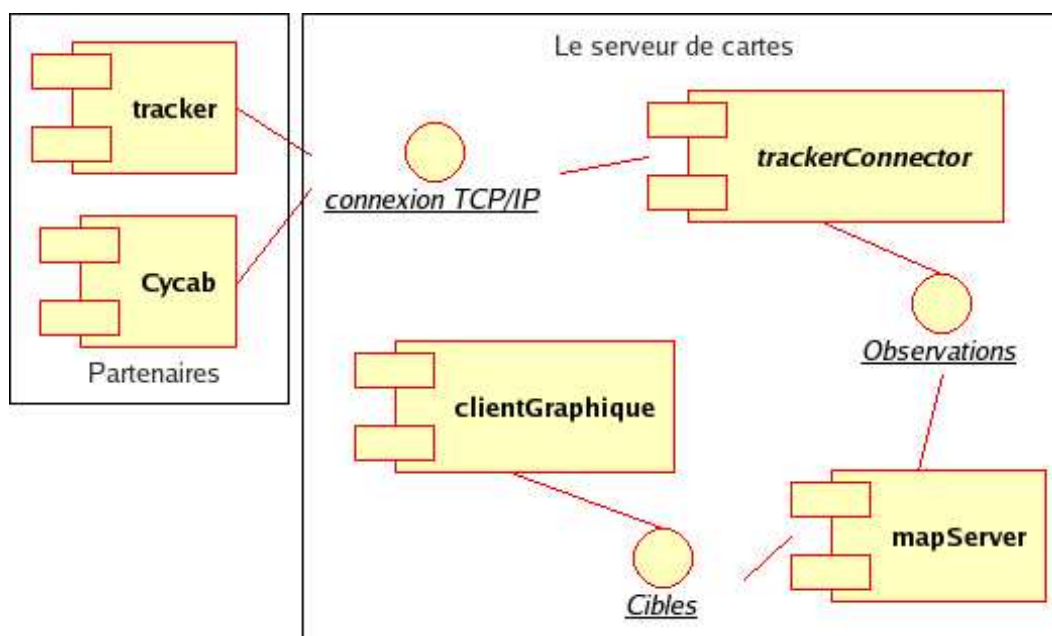 Le serveur de cartes
tracker
trackerConnector
connexion TCP/IP
Cycab
Partenaires
Observations
clientGraphique
mapServer
Cibles